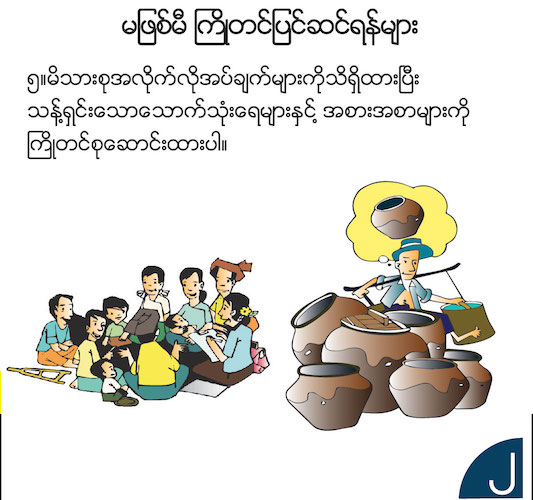 မဖြစ်မီ ကြိုတင်ပြင်ဆင်ရန်များ
၅။မိသားစုအလိုက်လိုအပ်ချက်များကိုသိရှိထားပြီး
သန့်ရှင်းသောသောက်သုံးရေများနှင့် အစားအစာများကို
ကြိုတင်စုဆောင်းထားပါ။
၂